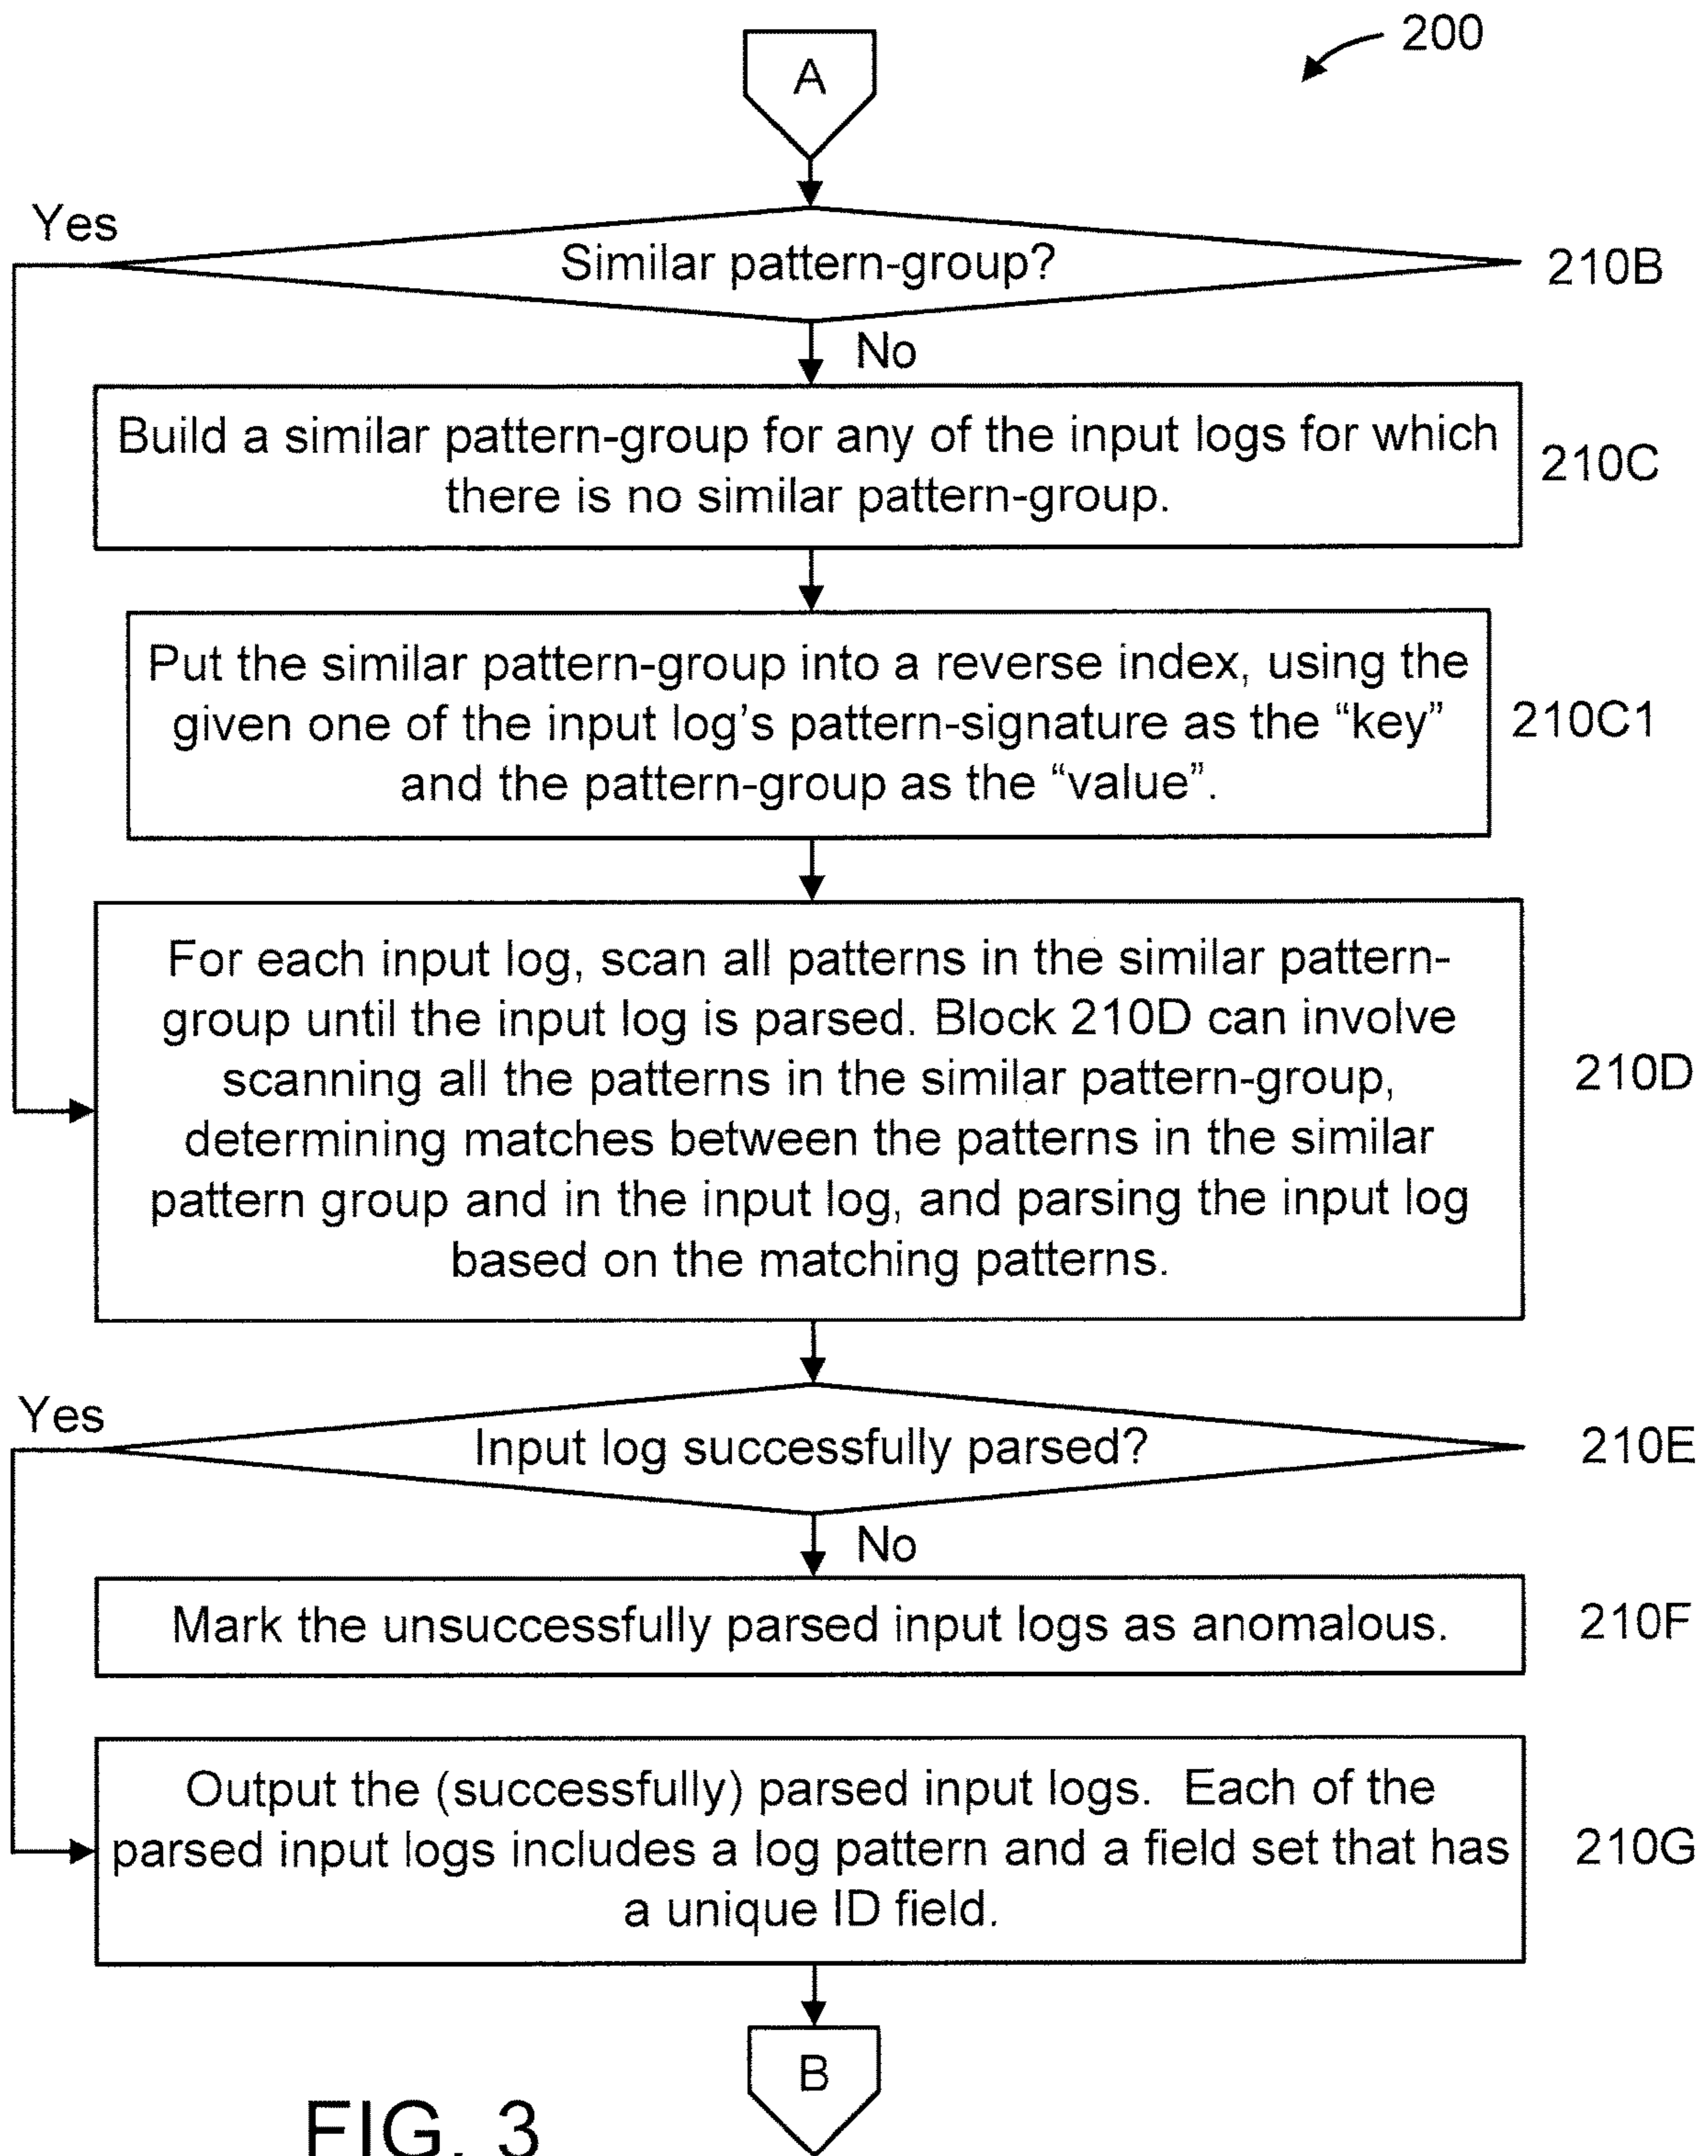 200
A
Yes
Similar pattern-group?
210B
No
Build a similar pattern-group for any of the input logs for which
there is no similar pattern-group.
210C
Put the similar pattern-group into a reverse index, using the
given one of the input log’s pattern-signature as the “key”
and the pattern-group as the “value”.
210C1
For each input log, scan all patterns in the similar pattern-
group until the input log is parsed. Block 210D can involve
scanning all the patterns in the similar pattern-group,
determining matches between the patterns in the similar
pattern group and in the input log, and parsing the input log
based on the matching patterns.
210D
Yes
Input log successfully parsed?
210E
No
Mark the unsuccessfully parsed input logs as anomalous.
210F
Output the (successfully) parsed input logs.  Each of the
parsed input logs includes a log pattern and a field set that has
a unique ID field.
210G
B
FIG. 3